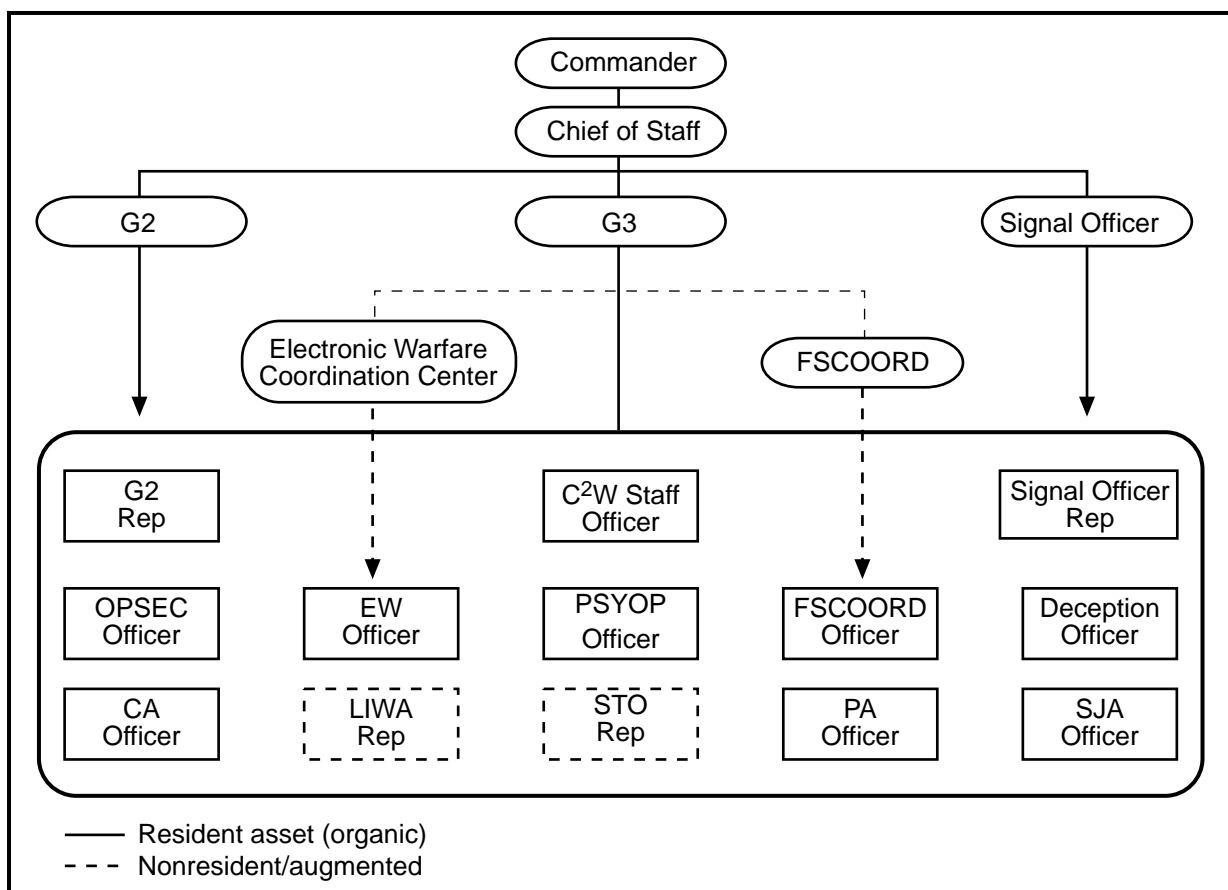 Commander
Chief of Staff
G2
G3
Signal Officer
Electronic Warfare
Coordination Center
FSCOORD
G2
Rep
C²W Staff
Officer
Signal Officer
Rep
OPSEC
Officer
EW
Officer
PSYOP
Officer
FSCOORD
Officer
Deception
Officer
CA
Officer
LIWA
Rep
STO
Rep
PA
Officer
SJA
Officer
Resident asset (organic)
Nonresident/augmented